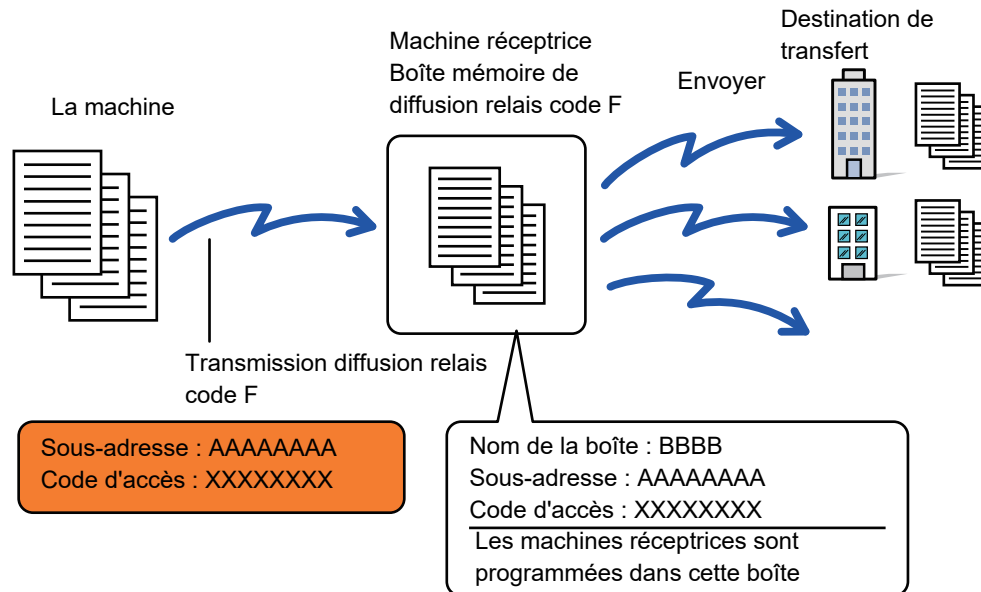 La machine
Machine réceptrice
Boîte mémoire de
diffusion relais code F
Envoyer
Destination de
transfert
Transmission diffusion relais
code F
Sous-adresse : AAAAAAAA
Code d'accès : XXXXXXXX
Nom de la boîte : BBBB
Sous-adresse : AAAAAAAA
Code d'accès : XXXXXXXX
Les machines réceptrices sont
programmées dans cette boîte